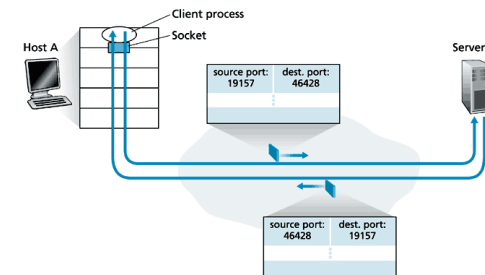 Client process
Socket
Host A
Server
source port: dest. port:
19157 46428
source port: dest. port:
46428 19157